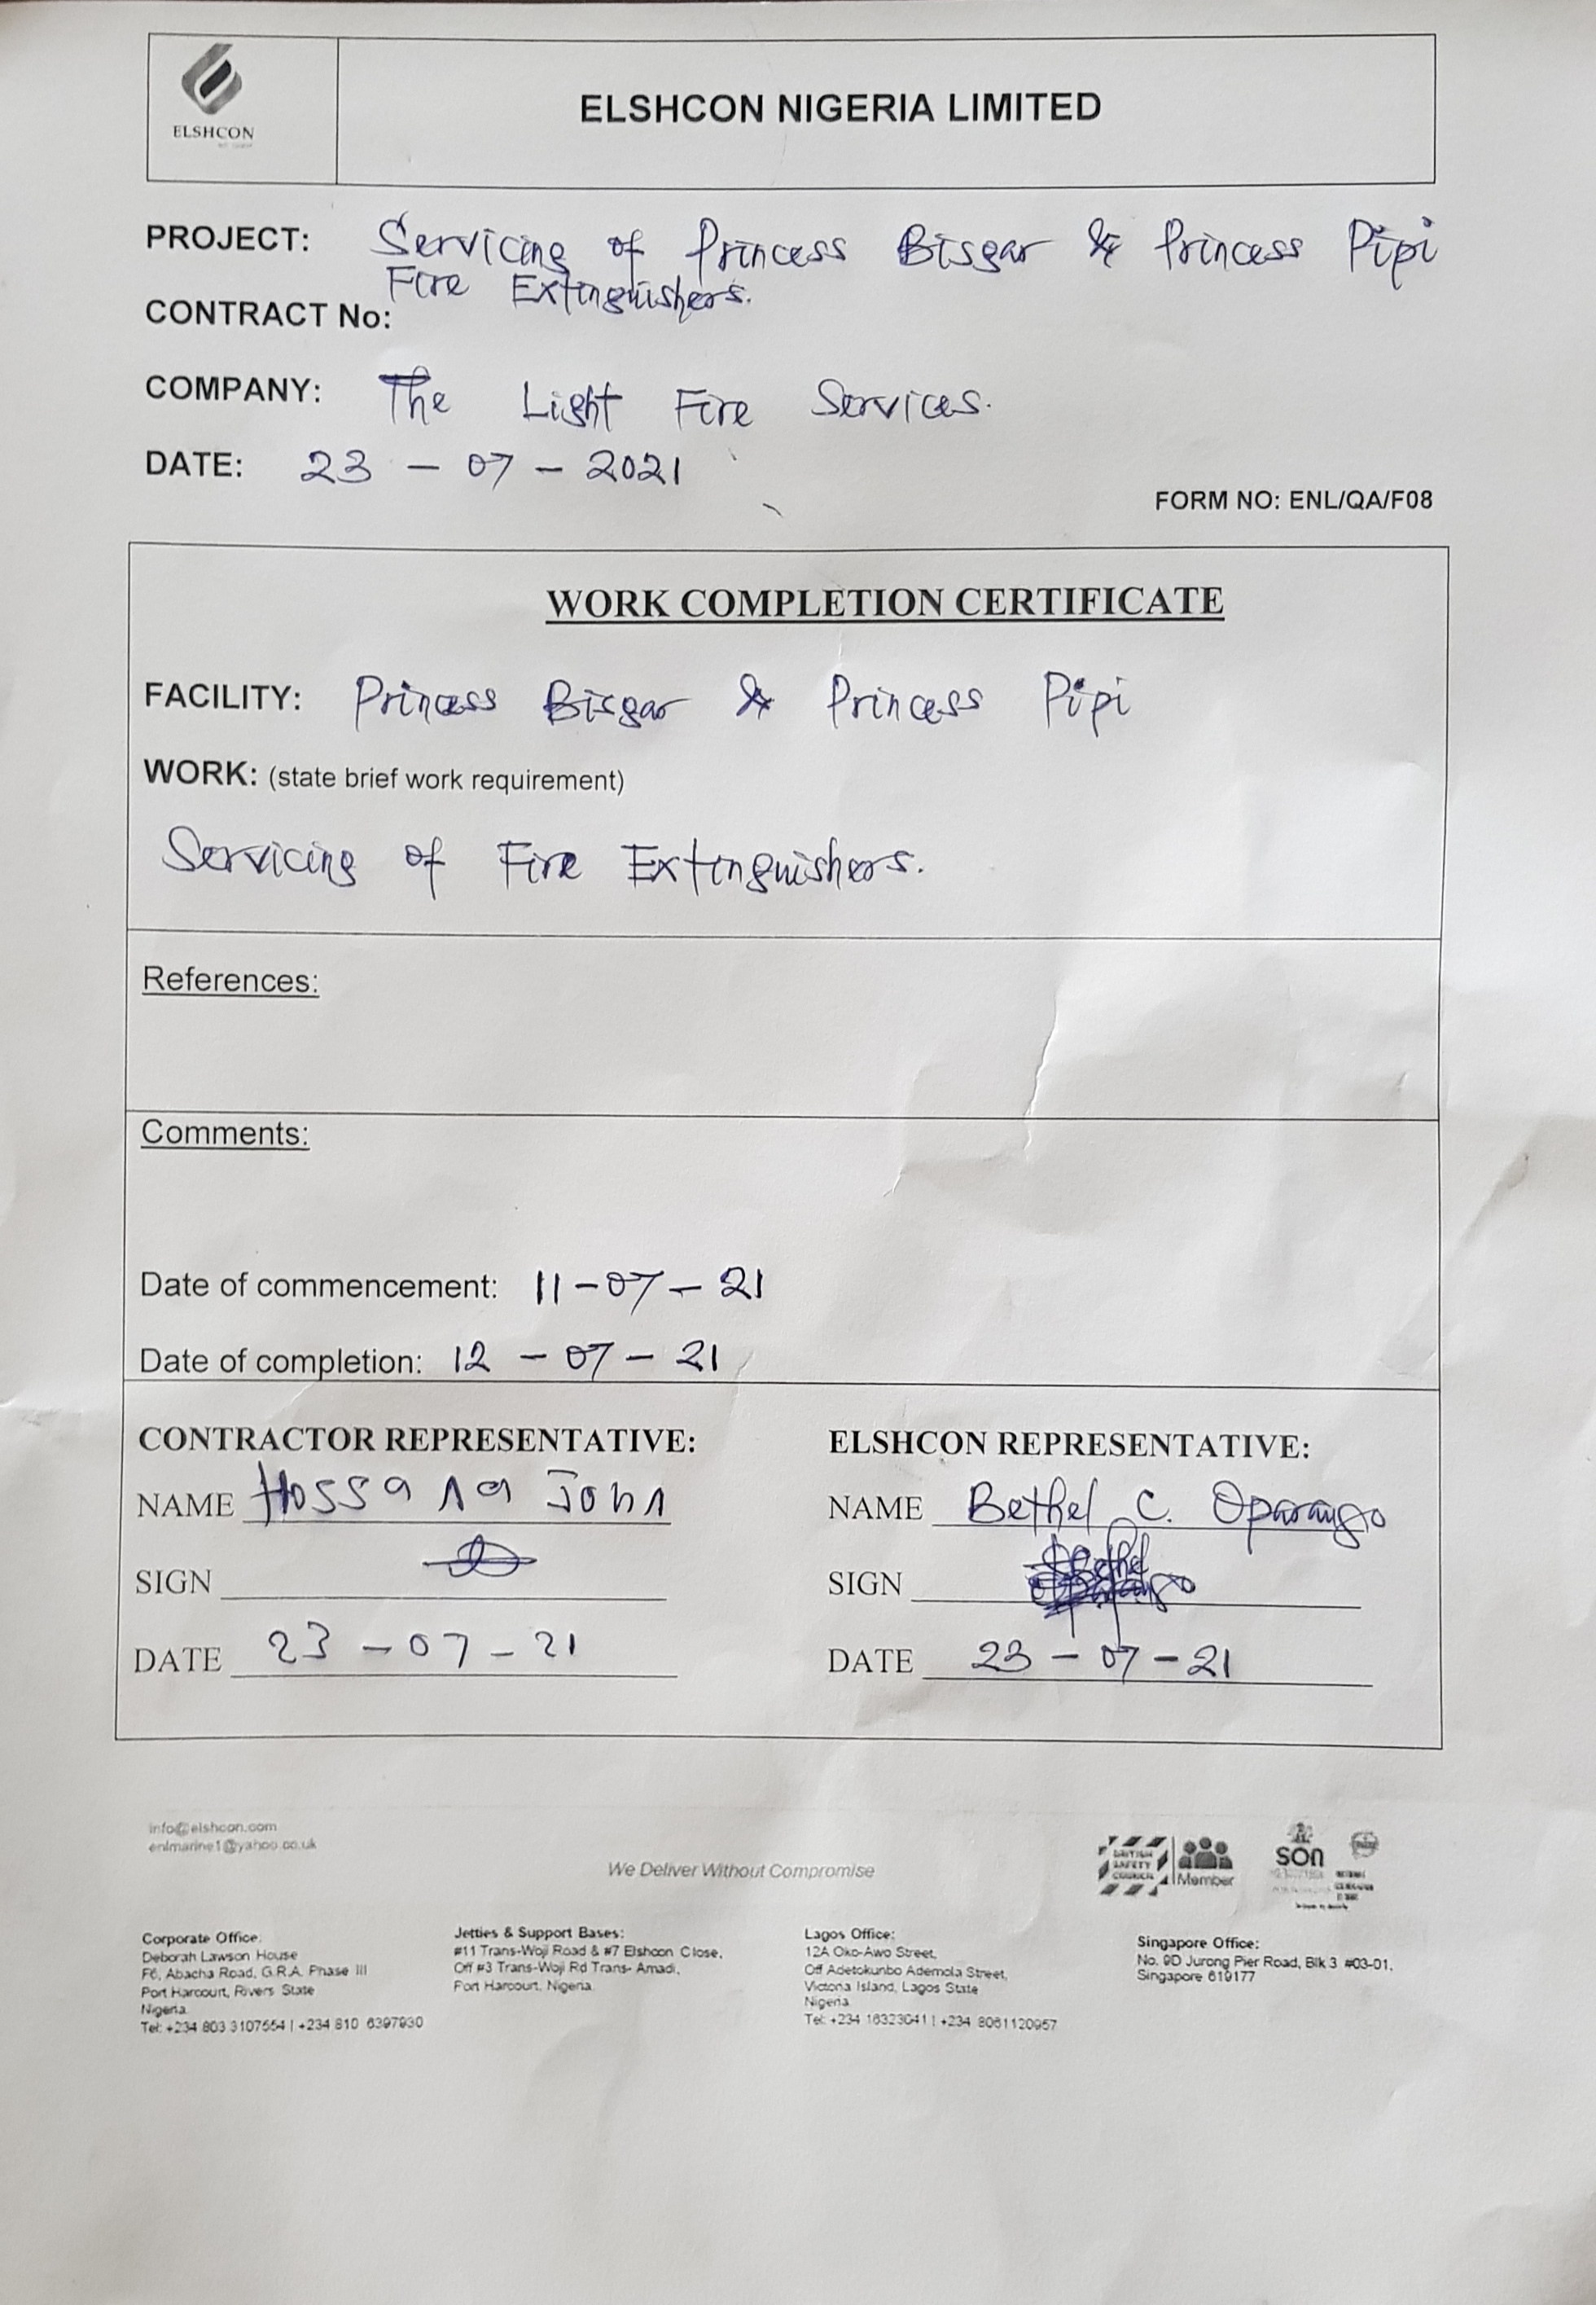 ELSHCON
ELSHCON NIGERIA LIMITED
PROJECT: Servicing of Princess Bisgar & Princess Pipi
Fire Extinguishers.
CONTRACT No:
COMPANY: The Light Fire Services.
DATE: 23 - 07 - 2021
FORM NO: ENL/QA/F08
WORK COMPLETION CERTIFICATE
FACILITY: Princess Bisgar & Princess Pipi
WORK: (state brief work requirement)
Servicing of Fire Extinguishers.
References:
Comments:
Date of commencement: 11-07-21
Date of completion: 12 - 07 - 21
CONTRACTOR REPRESENTATIVE: ELSHCON REPRESENTATIVE:
NAME Hossana John NAME Bethel C. Oparaugo
SIGN SIGN
DATE 23 - 07 - 21 DATE 23 - 07 - 21
info@elshcon.com
enlmarine1@yahoo.co.uk
We Deliver Without Compromise
BRITISH SAFETY COUNCIL Member
SON
Corporate Office:
Deborah Lawson House
F6, Abacha Road, G.R.A. Phase III
Port Harcourt, Rivers State
Nigeria
Tel: +234 803 3107554 | +234 810 6397930
Jetties & Support Bases:
#11 Trans-Woji Road & #7 Elshcon Close,
Off #3 Trans-Woji Rd Trans- Amadi,
Port Harcourt, Nigeria.
Lagos Office:
12A Oko-Awo Street,
Off Adetokunbo Ademola Street,
Victoria Island, Lagos State
Nigeria
Tel: +234 16323041 | +234 8061120957
Singapore Office:
No. 9D Jurong Pier Road, Blk 3 #03-01,
Singapore 619177